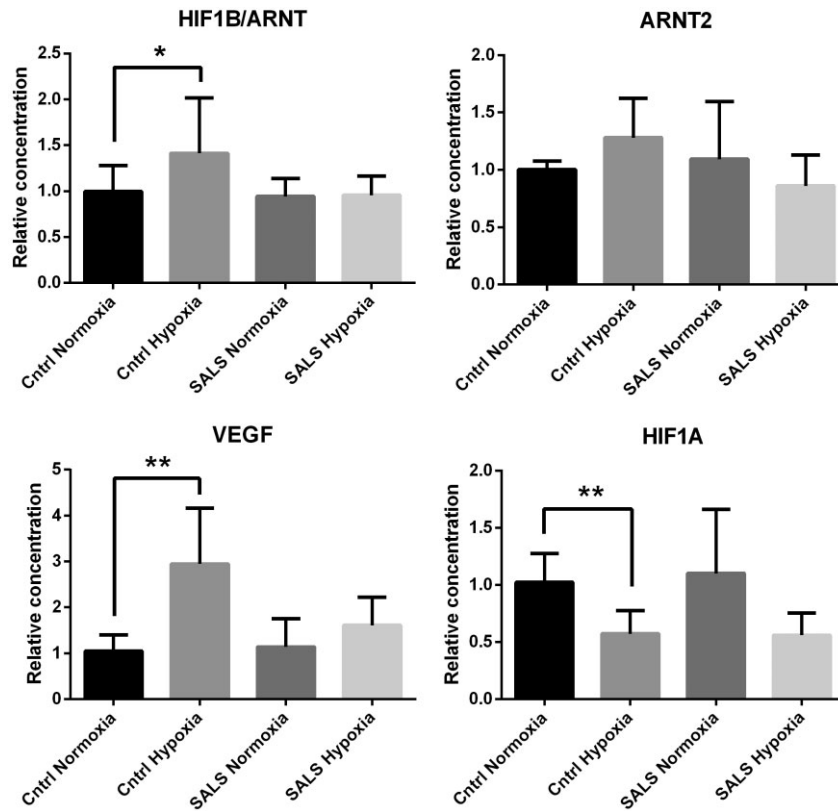 HIF1B/ARNT
Relative concentration
2.5
2.0
1.5
1.0
0.5
0.0
*
Cntrl Normoxia
Cntrl Hypoxia
SALS Normoxia
SALS Hypoxia
ARNT2
Relative concentration
2.0
1.5
1.0
0.5
0.0
Cntrl Normoxia
Cntrl Hypoxia
SALS Normoxia
SALS Hypoxia
VEGF
Relative concentration
5
4
3
2
1
0
**
Cntrl Normoxia
Cntrl Hypoxia
SALS Normoxia
SALS Hypoxia
HIF1A
Relative concentration
2.0
1.5
1.0
0.5
0.0
**
Cntrl Normoxia
Cntrl Hypoxia
SALS Normoxia
SALS Hypoxia